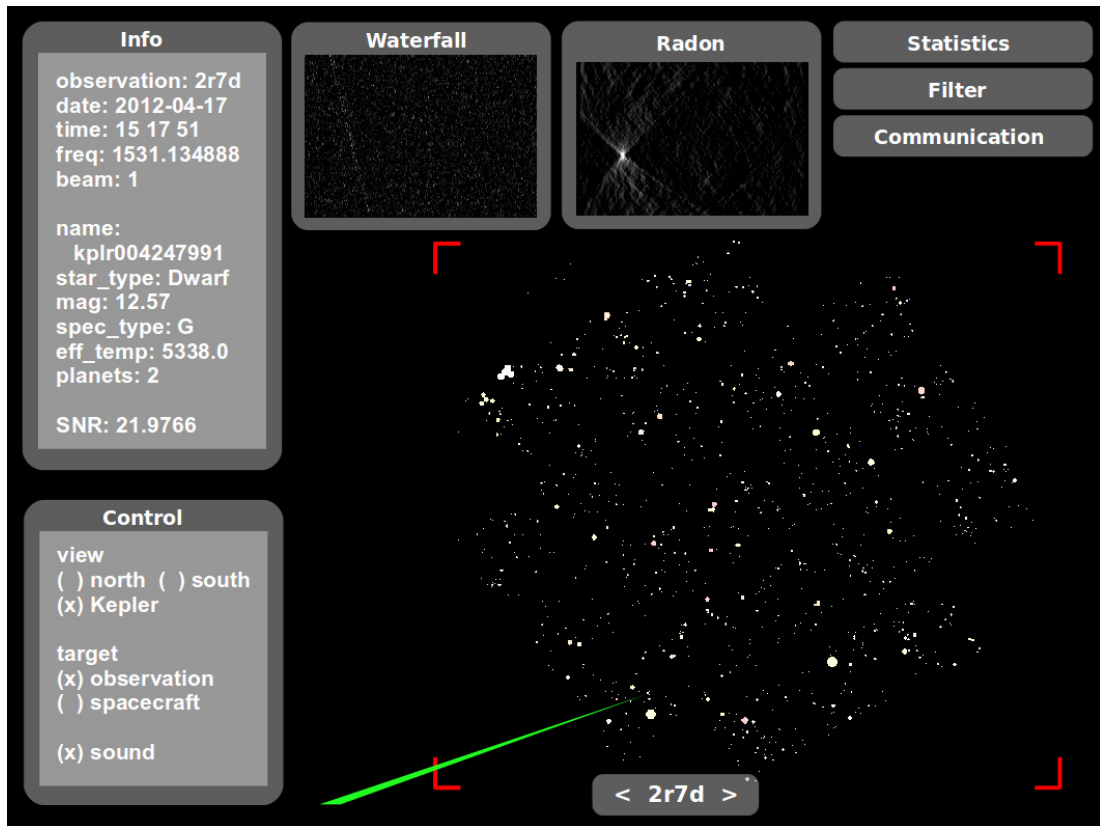 Info
observation: 2r7d
date: 2012-04-17
time: 15 17 51
freq: 1531.134888
beam: 1
name:
kplr004247991
star_type: Dwarf
mag: 12.57
spec_type: G
eff_temp: 5338.0
planets: 2
SNR: 21.9766
Waterfall
Radon
Statistics
Filter
Communication
Control
view
( ) north ( ) south
(x) Kepler
target
(x) observation
( ) spacecraft
(x) sound
< 2r7d >